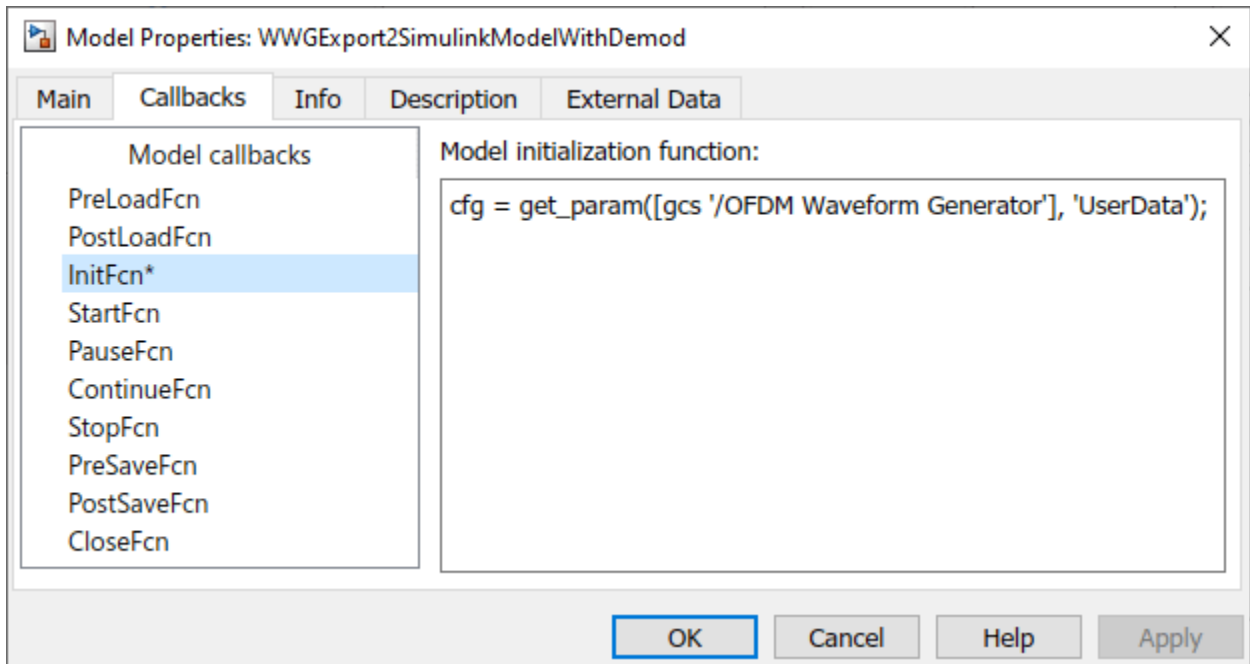 Model Properties: WWGExport2SimulinkModelWithDemod
Main Callbacks Info Description External Data
Model callbacks
PreLoadFcn
PostLoadFcn
InitFcn*
StartFcn
PauseFcn
ContinueFcn
StopFcn
PreSaveFcn
PostSaveFcn
CloseFcn
Model initialization function:
cfg = get_param([gcs '/OFDM Waveform Generator'], 'UserData');
OK Cancel Help Apply